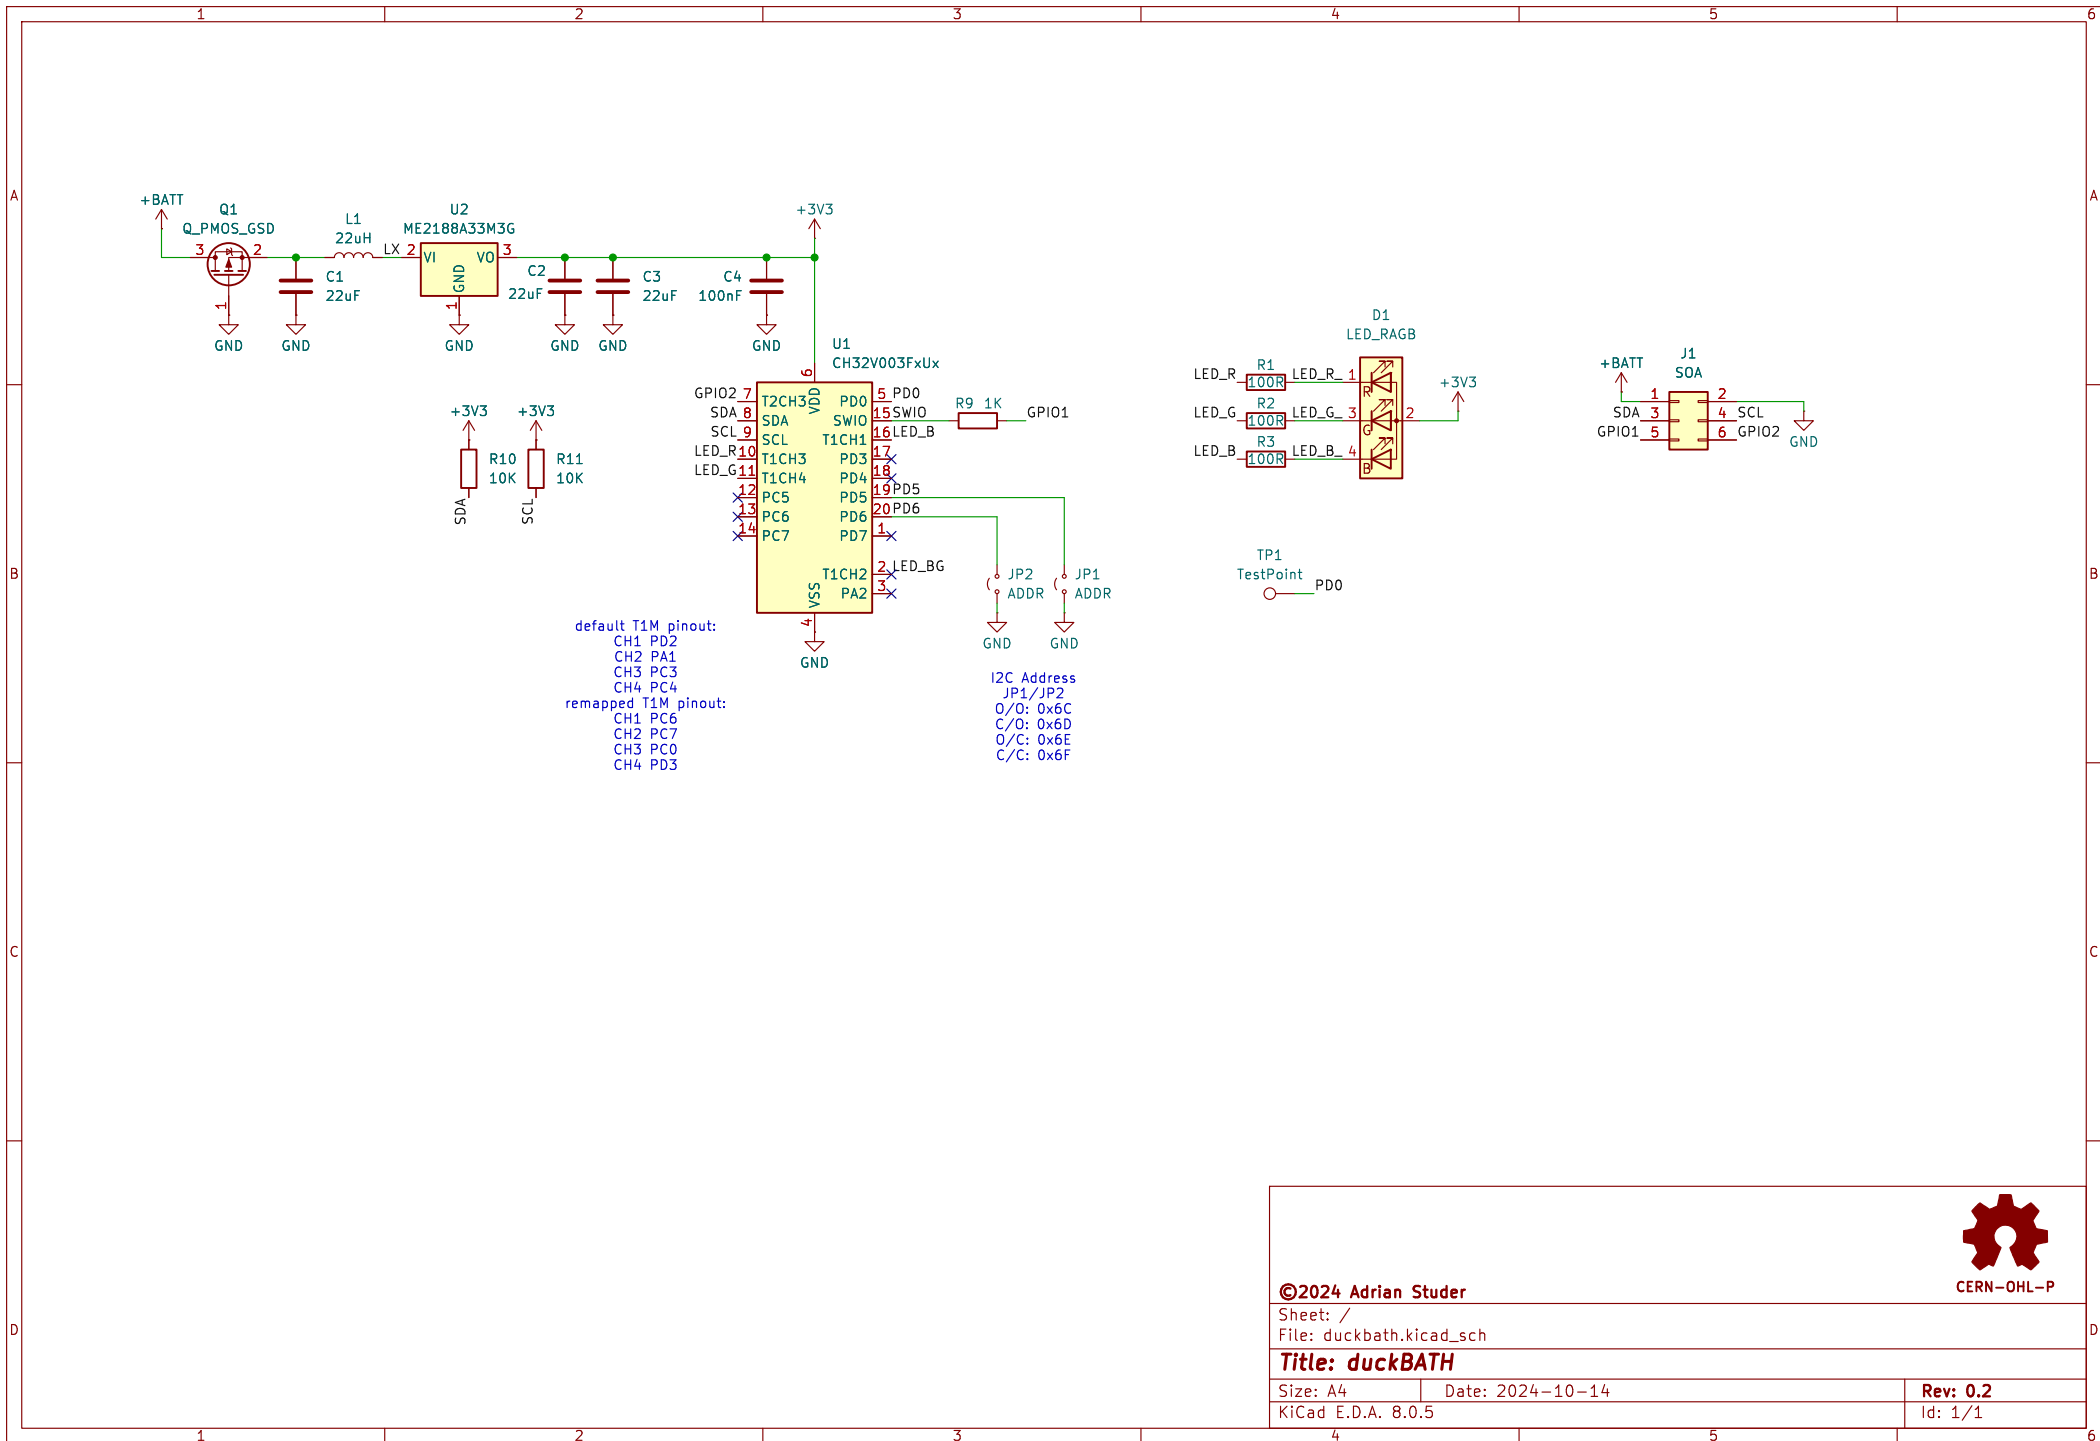 1 2 3 4 5 6
A A
+BATT
Q1
Q_PMOS_GSD
3 2
1
GND
C1
22uF
GND
L1
22uH
LX
U2
ME2188A33M3G
2 VI VO 3
GND
1
GND
C2
22uF
GND
C3
22uF
GND
C4
100nF
GND
+3V3
U1
CH32V003FxUx
6
VDD
GPIO2 7 T2CH3 PD0 5 PD0
SDA 8 SDA SWIO 15 SWIO
SCL 9 SCL T1CH1 16 LED_B
LED_R 10 T1CH3 PD3 17
LED_G 11 T1CH4 PD4 18
12 PC5 PD5 19 PD5
13 PC6 PD6 20 PD6
14 PC7 PD7 1
T1CH2 2 LED_BG
PA2 3
VSS
4
GND
R9 1K
GPIO1
+3V3
R10
10K
SDA
+3V3
R11
10K
SCL
JP2
ADDR
GND
JP1
ADDR
GND
D1
LED_RAGB
LED_R R1 100R LED_R_ 1 R
LED_G R2 100R LED_G_ 3 G 2
LED_B R3 100R LED_B_ 4 B
+3V3
+BATT
J1
SOA
1 2
SDA 3 4 SCL
GPIO1 5 6 GPIO2
GND
TP1
TestPoint
PD0
B B
default T1M pinout:
CH1 PD2
CH2 PA1
CH3 PC3
CH4 PC4
remapped T1M pinout:
CH1 PC6
CH2 PC7
CH3 PC0
CH4 PD3
I2C Address
JP1/JP2
O/O: 0x6C
C/O: 0x6D
O/C: 0x6E
C/C: 0x6F
C C
D D
CERN-OHL-P
©2024 Adrian Studer
Sheet: /
File: duckbath.kicad_sch
Title: duckBATH
Size: A4 Date: 2024-10-14 Rev: 0.2
KiCad E.D.A. 8.0.5 Id: 1/1
1 2 3 4 5 6